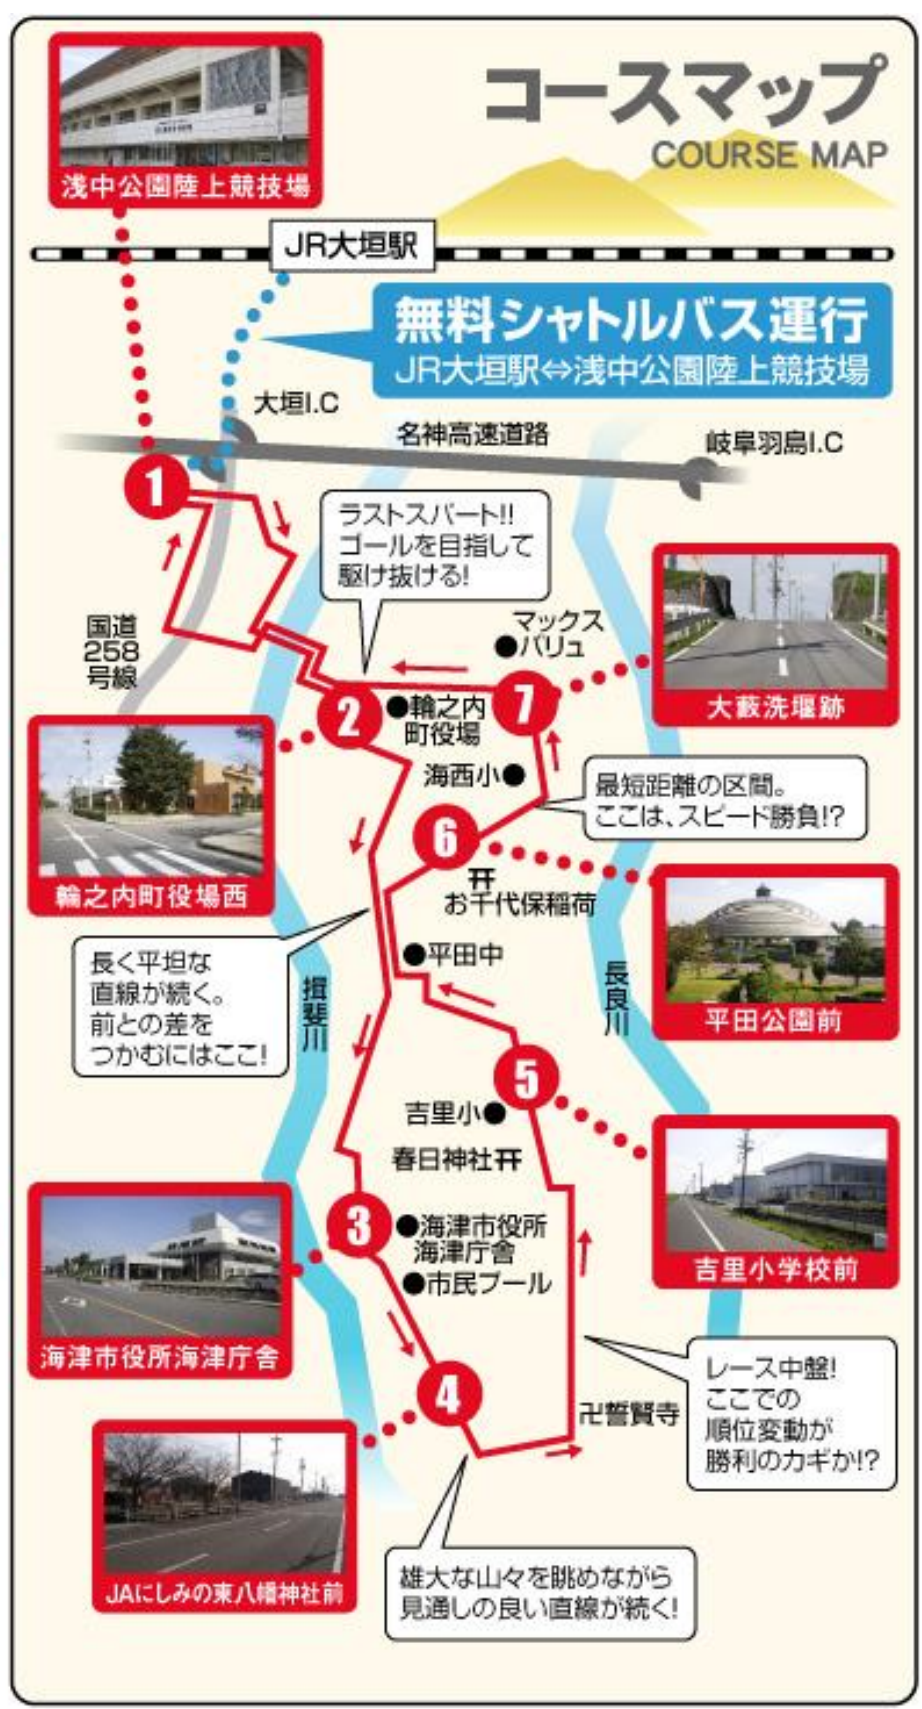 コースマップ
COURSE MAP
浅中公園陸上競技場
JR大垣駅
無料シャトルバス運行
JR大垣駅⇔浅中公園陸上競技場
大垣I.C
名神高速道路
岐阜羽島I.C
1
ラストスパート!!
ゴールを目指して
駆け抜ける!
国道
258
号線
マックス
●バリュ
大藪洗堰跡
2
●輪之内
町役場
7
輪之内町役場西
海西小●
最短距離の区間。
ここは、スピード勝負!?
6
お千代保稲荷
平田公園前
長く平坦な
直線が続く。
前との差を
つかむにはここ!
●平田中
揖斐川
長良川
5
吉里小●
春日神社
吉里小学校前
3
●海津市役所
海津庁舎
●市民プール
海津市役所海津庁舎
4
卍誓賢寺
レース中盤!
ここでの
順位変動が
勝利のカギか!?
JAにしみの東八幡神社前
雄大な山々を眺めながら
見通しの良い直線が続く!